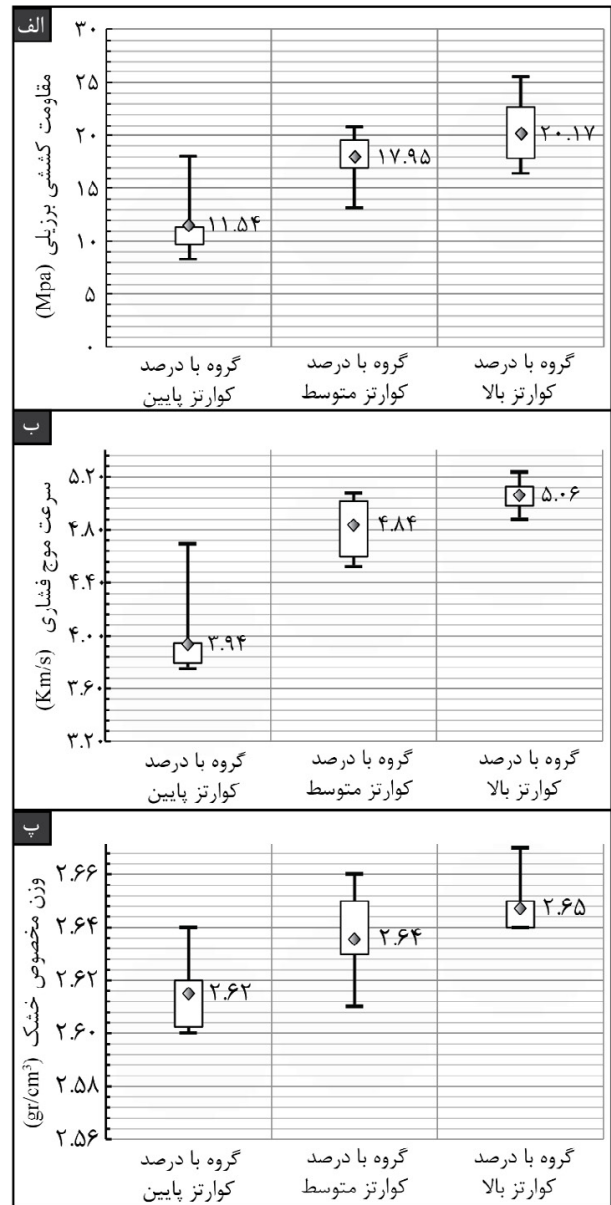 الف
مقاومت کششی برزیلی (Mpa)
۳۰
۲۵
۲۰
۱۵
۱۰
۵
۰
۱۱.۵۴
۱۷.۹۵
۲۰.۱۷
گروه با درصد
کوارتز پایین
گروه با درصد
کوارتز متوسط
گروه با درصد
کوارتز بالا
ب
سرعت موج فشاری (Km/s)
۵.۲۰
۴.۸۰
۴.۴۰
۴.۰۰
۳.۶۰
۳.۲۰
۳.۹۴
۴.۸۴
۵.۰۶
گروه با درصد
کوارتز پایین
گروه با درصد
کوارتز متوسط
گروه با درصد
کوارتز بالا
پ
وزن مخصوص خشک (gr/cm³)
۲.۶۶
۲.۶۴
۲.۶۲
۲.۶۰
۲.۵۸
۲.۵۶
۲.۶۲
۲.۶۴
۲.۶۵
گروه با درصد
کوارتز پایین
گروه با درصد
کوارتز متوسط
گروه با درصد
کوارتز بالا